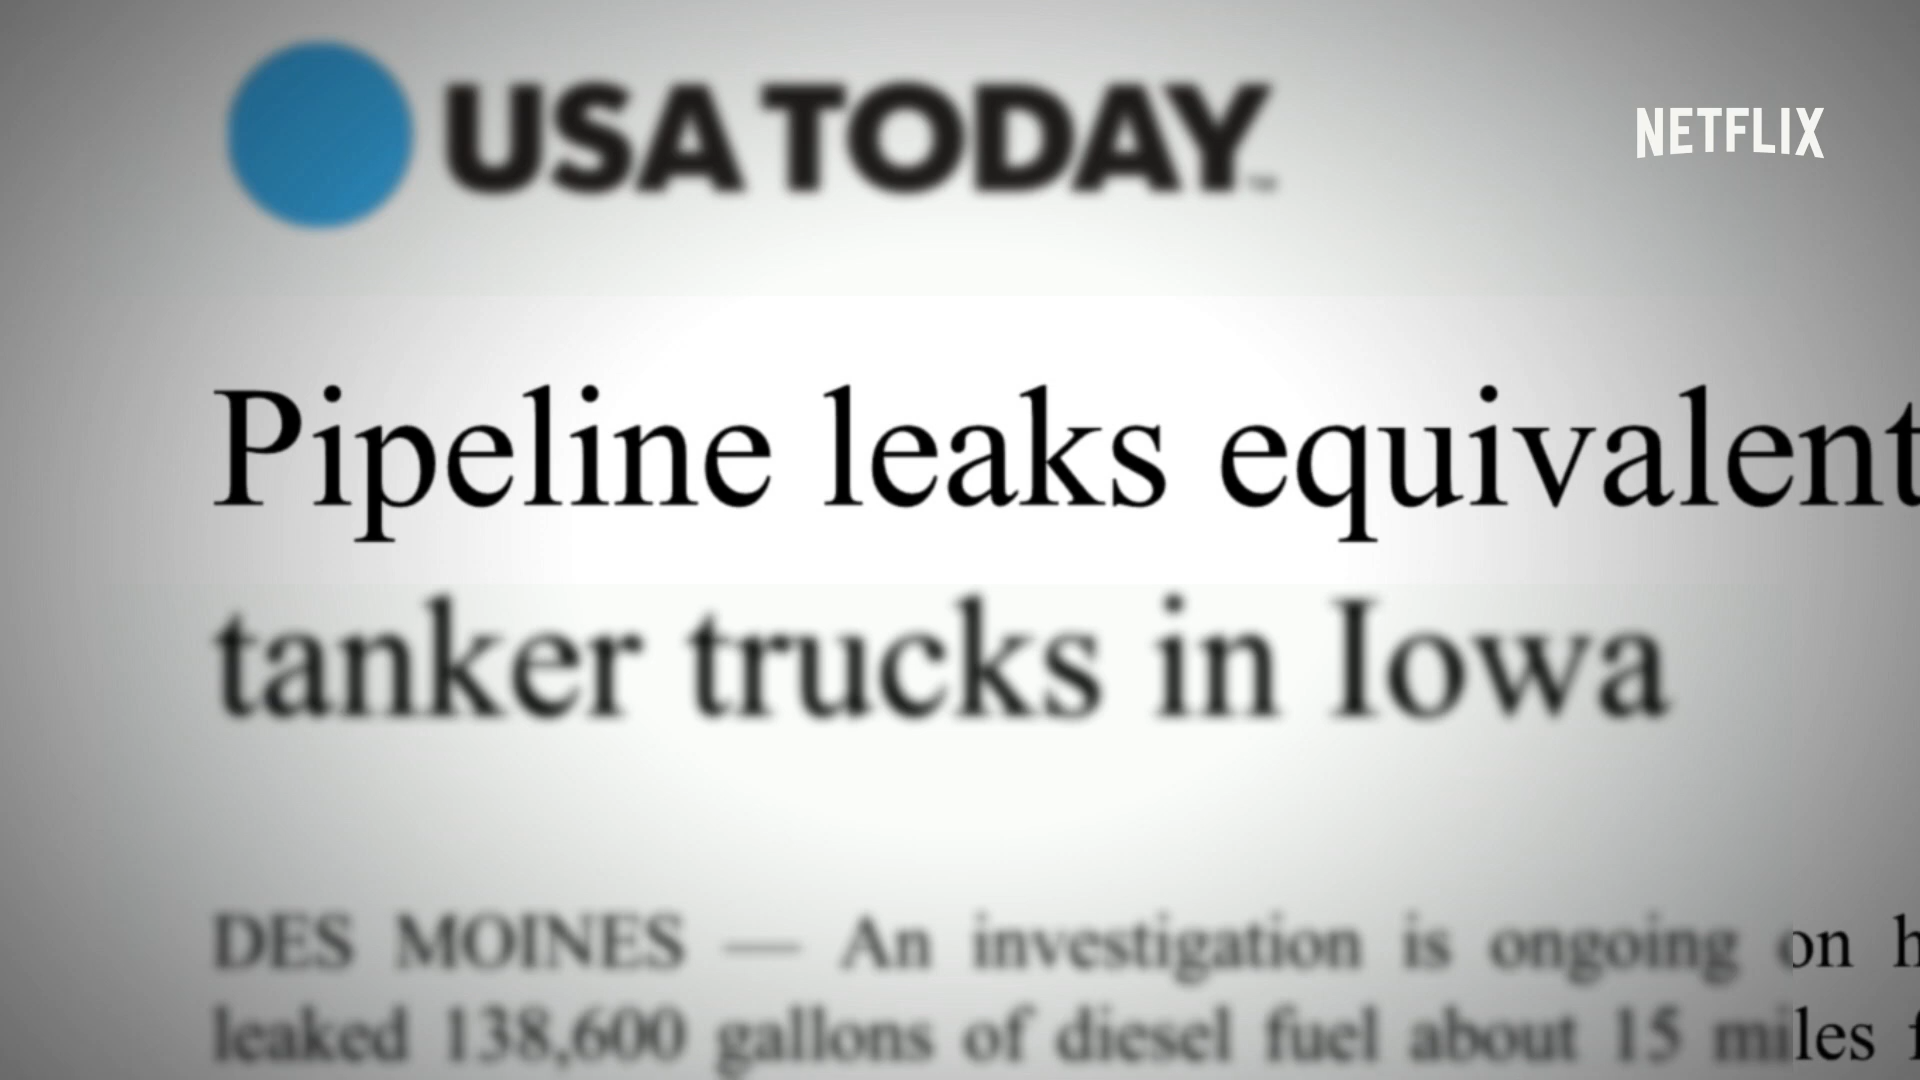 USA TODAY™
NETFLIX
Pipeline leaks equivalent
tanker trucks in Iowa
DES MOINES — An investigation is ongoing on h
leaked 138,600 gallons of diesel fuel about 15 miles f